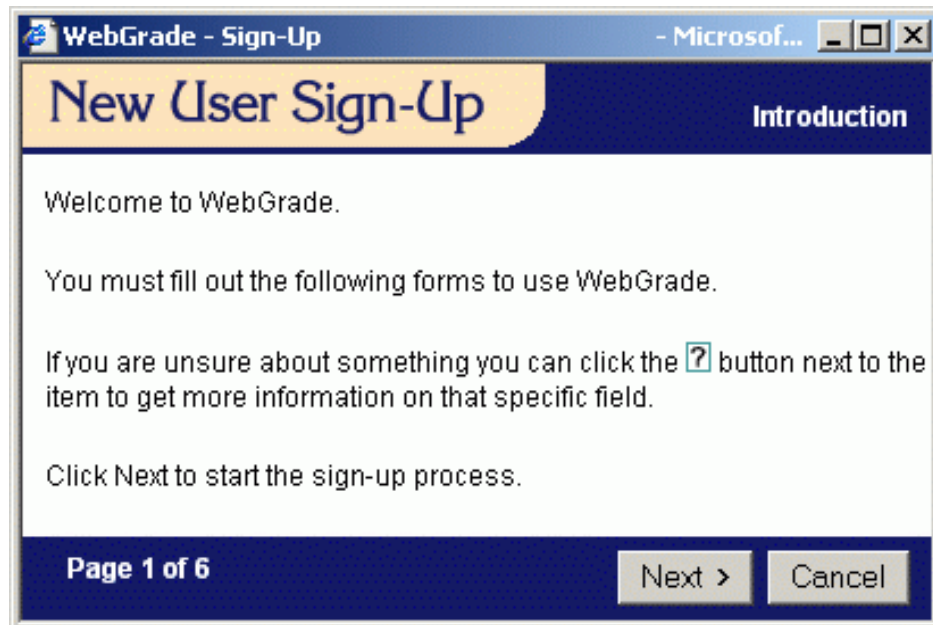 WebGrade - Sign-Up - Microsof...
New User Sign-Up
Introduction
Welcome to WebGrade.
You must fill out the following forms to use WebGrade.
If you are unsure about something you can click the ? button next to the
item to get more information on that specific field.
Click Next to start the sign-up process.
Page 1 of 6
Next >
Cancel